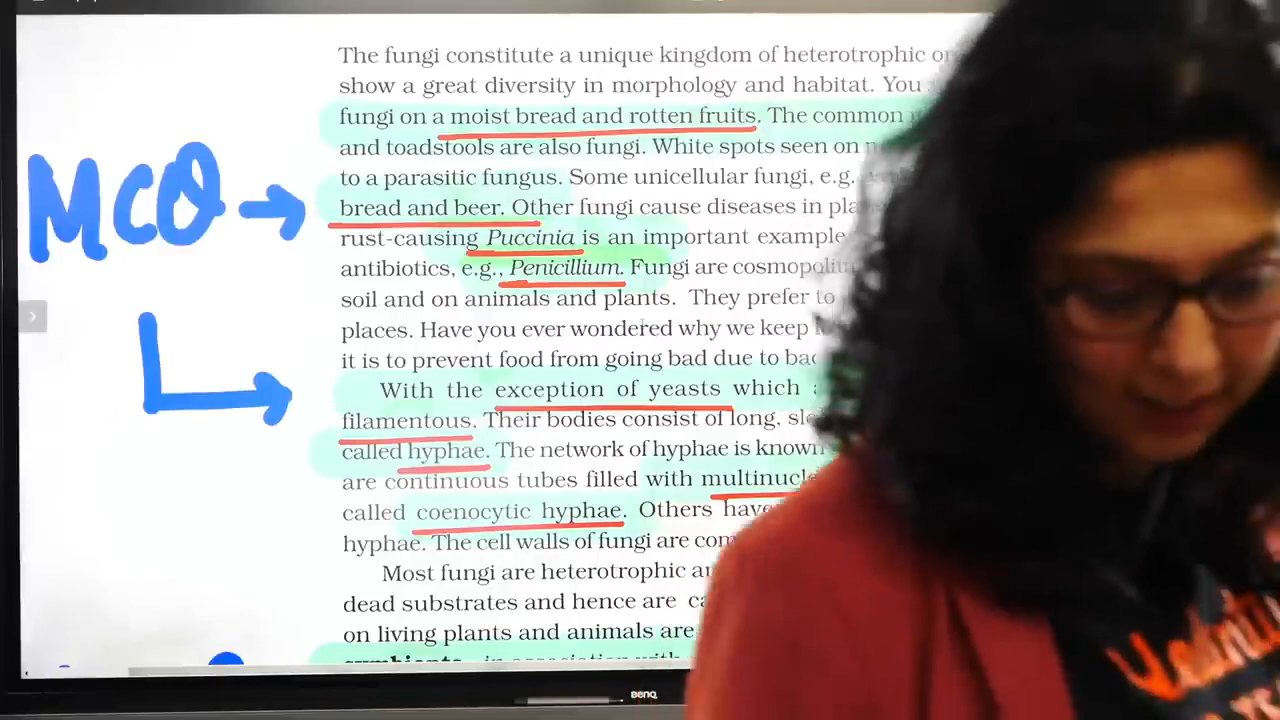 The fungi constitute a unique kingdom of heterotrophic
show a great diversity in morphology and habitat. You
fungi on a moist bread and rotten fruits. The common
and toadstools are also fungi. White spots seen on
to a parasitic fungus. Some unicellular fungi, e.g.
MCQ →
bread and beer. Other fungi cause diseases in
rust-causing Puccinia is an important example
antibiotics, e.g., Penicillium. Fungi are
soil and on animals and plants. They prefer to
places. Have you ever wondered why we keep
it is to prevent food from going bad due to
With the exception of yeasts which
filamentous. Their bodies consist of long,
called hyphae. The network of hyphae is known
are continuous tubes filled with
called coenocytic hyphae. Others have
hyphae. The cell walls of fungi are
Most fungi are heterotrophic
dead substrates and hence are
on living plants and animals are
BenQ